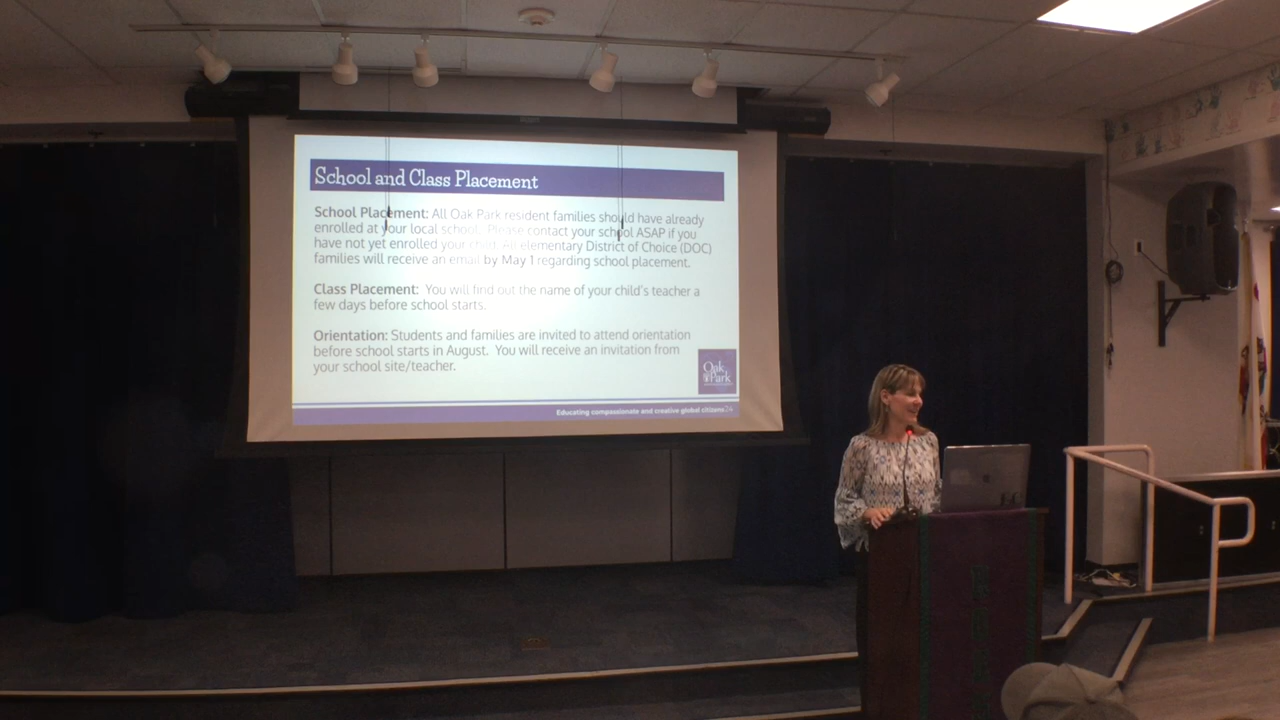 School and Class Placement
School Placement: All Oak Park resident families should have already
enrolled at your local school. Please contact your school ASAP if you
have not yet enrolled your child. All elementary District of Choice (DOC)
families will receive an email by May 1 regarding school placement.
Class Placement: You will find out the name of your child's teacher a
few days before school starts.
Orientation: Students and families are invited to attend orientation
before school starts in August. You will receive an invitation from
your school site/teacher.
Oak
Park
Educating compassionate and creative global citizens 24